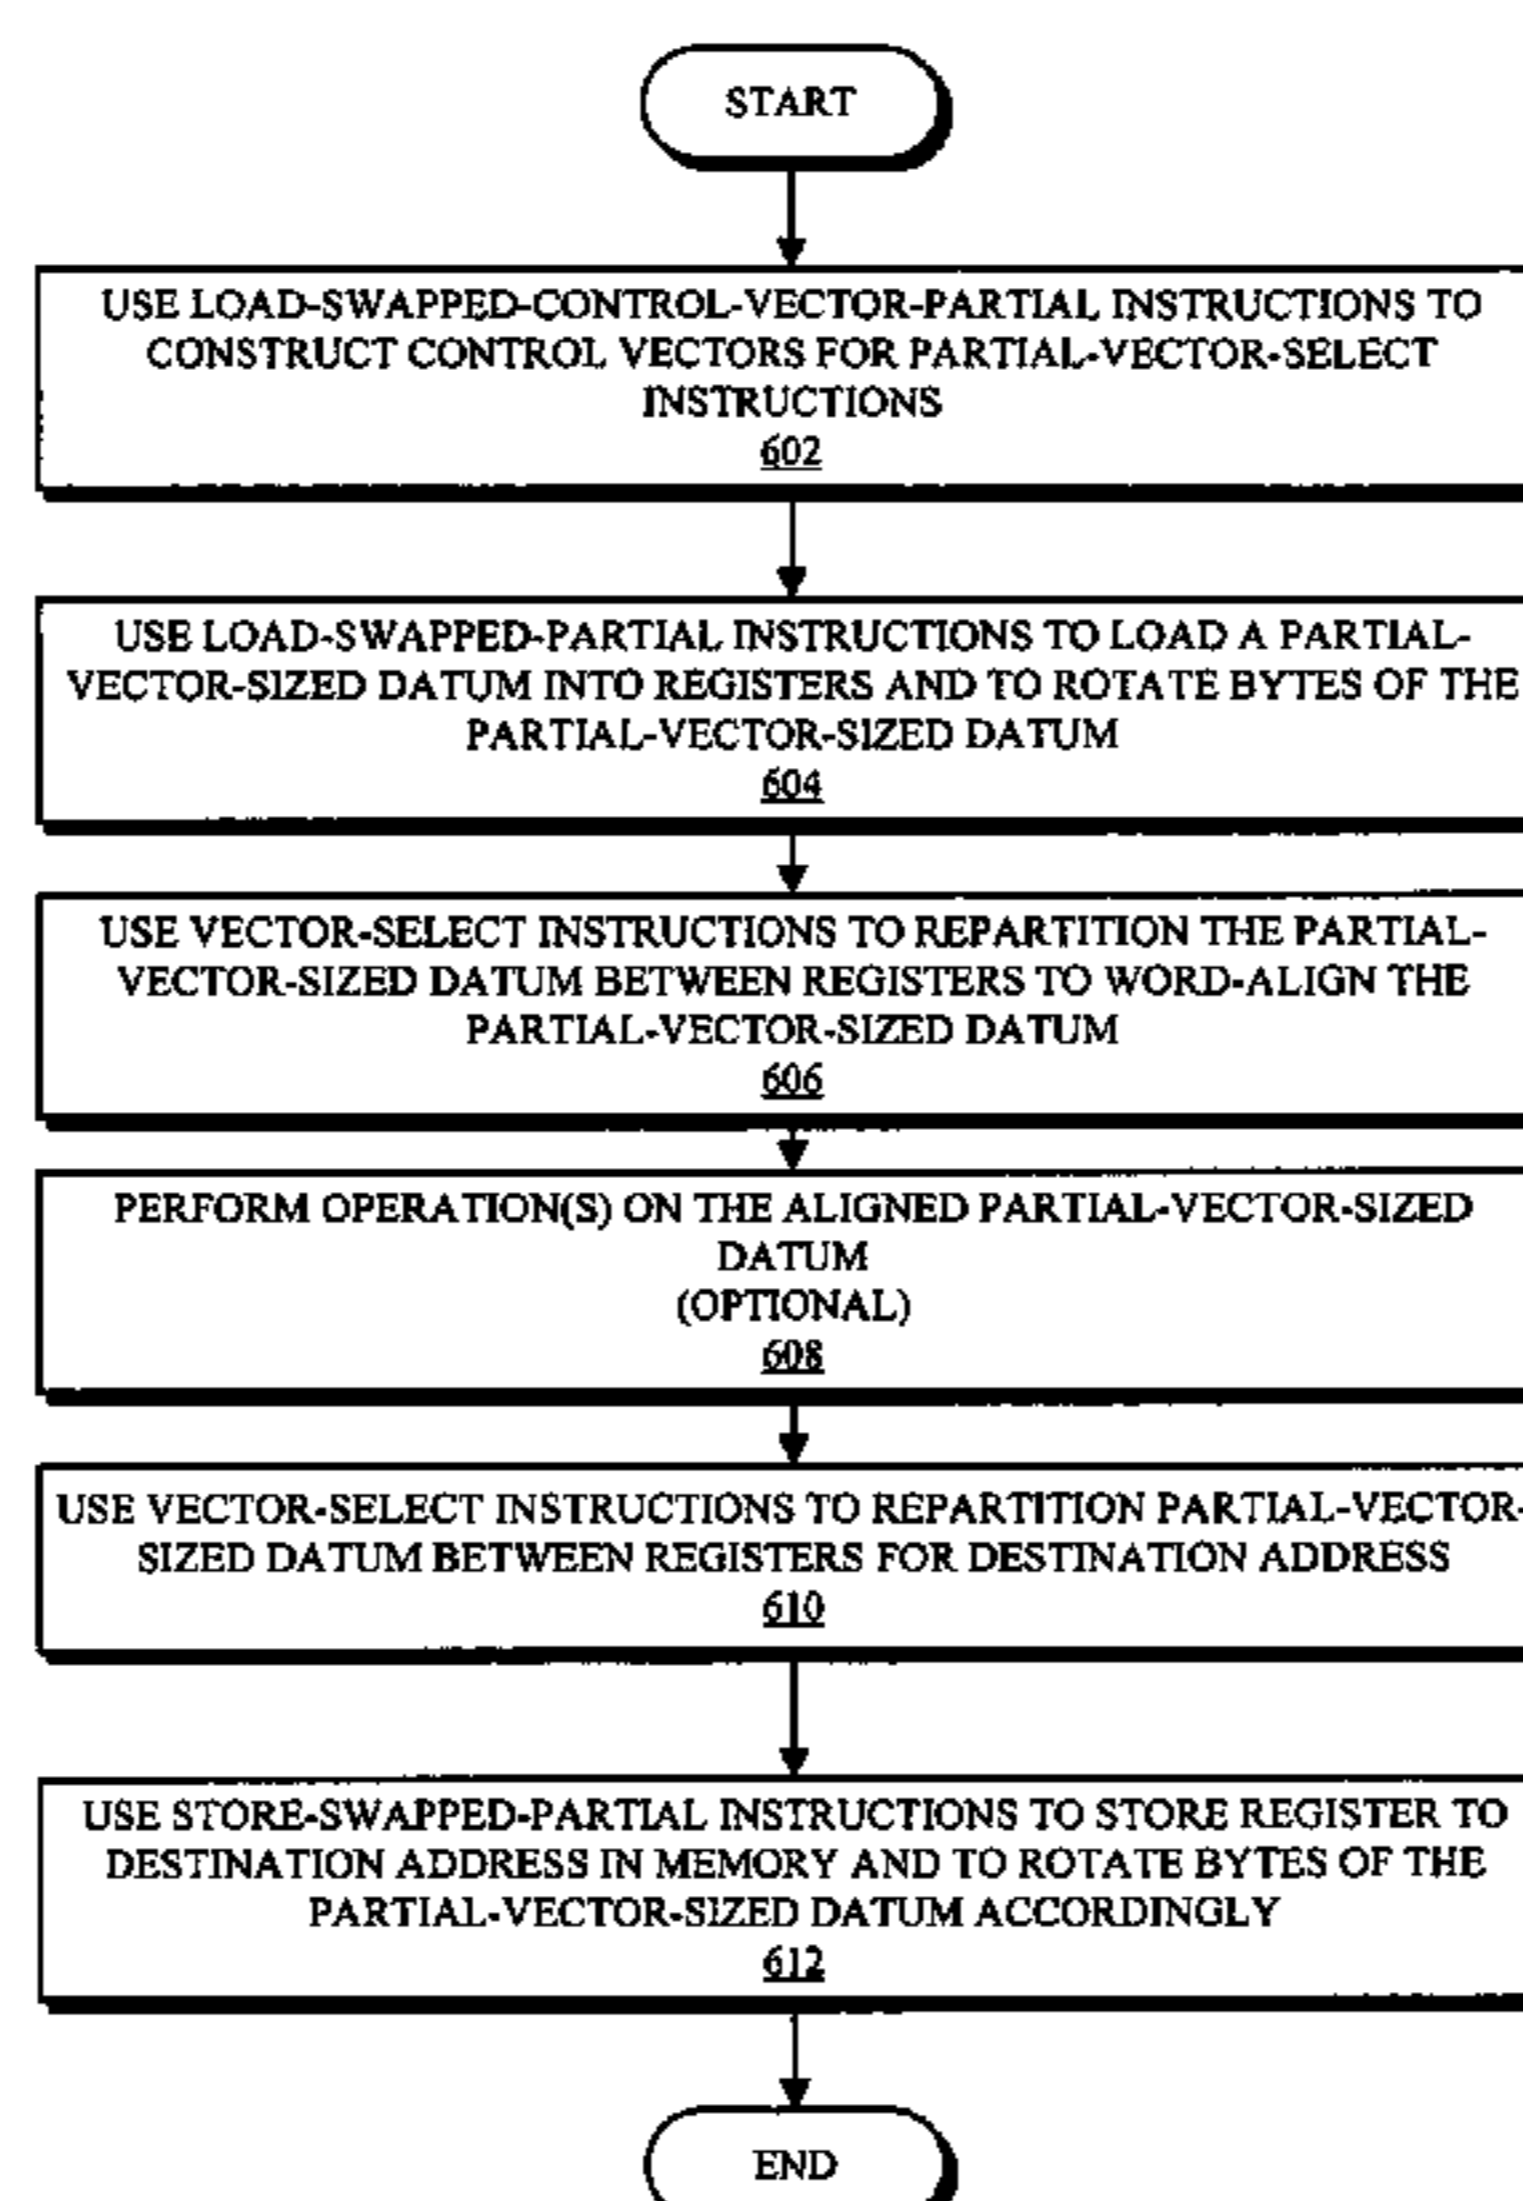 START
USE LOAD-SWAPPED-CONTROL-VECTOR-PARTIAL INSTRUCTIONS TO
CONSTRUCT CONTROL VECTORS FOR PARTIAL-VECTOR-SELECT
INSTRUCTIONS
602
USE LOAD-SWAPPED-PARTIAL INSTRUCTIONS TO LOAD A PARTIAL-
VECTOR-SIZED DATUM INTO REGISTERS AND TO ROTATE BYTES OF THE
PARTIAL-VECTOR-SIZED DATUM
604
USE VECTOR-SELECT INSTRUCTIONS TO REPARTITION THE PARTIAL-
VECTOR-SIZED DATUM BETWEEN REGISTERS TO WORD-ALIGN THE
PARTIAL-VECTOR-SIZED DATUM
606
PERFORM OPERATION(S) ON THE ALIGNED PARTIAL-VECTOR-SIZED
DATUM
(OPTIONAL)
608
USE VECTOR-SELECT INSTRUCTIONS TO REPARTITION PARTIAL-VECTOR-
SIZED DATUM BETWEEN REGISTERS FOR DESTINATION ADDRESS
610
USE STORE-SWAPPED-PARTIAL INSTRUCTIONS TO STORE REGISTER TO
DESTINATION ADDRESS IN MEMORY AND TO ROTATE BYTES OF THE
PARTIAL-VECTOR-SIZED DATUM ACCORDINGLY
612
END